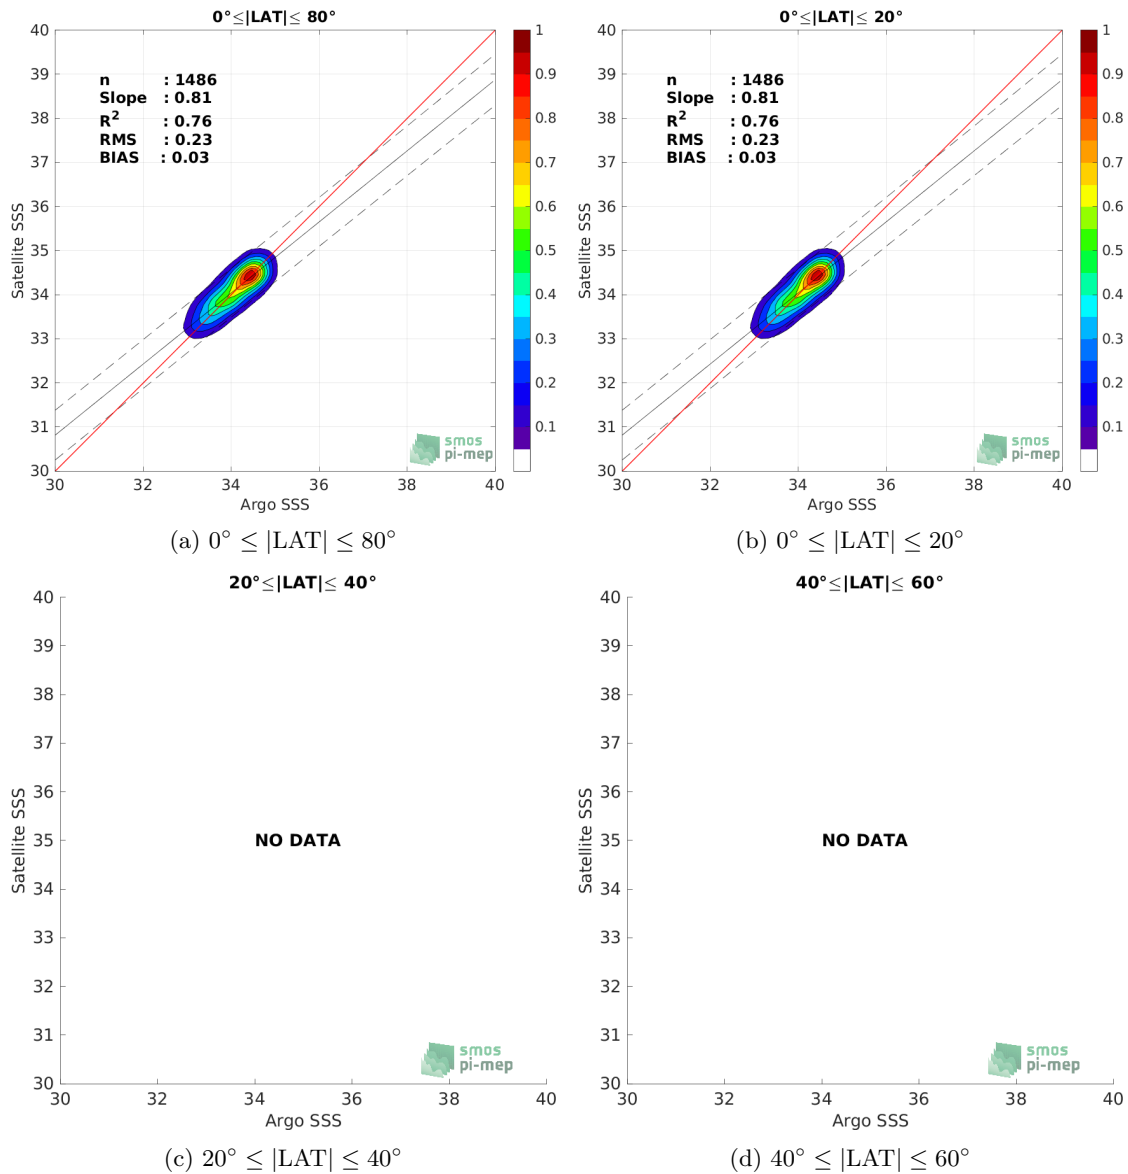 0°≤|LAT|≤ 80°
40
39
38
37
36
35
34
33
32
31
30
30
32
34
36
38
40
Satellite SSS
Argo SSS
n : 1486
Slope : 0.81
R² : 0.76
RMS : 0.23
BIAS : 0.03
1
0.9
0.8
0.7
0.6
0.5
0.4
0.3
0.2
0.1
smos
pi-mep
(a) 0° ≤ |LAT| ≤ 80°
0°≤|LAT|≤ 20°
40
39
38
37
36
35
34
33
32
31
30
30
32
34
36
38
40
Satellite SSS
Argo SSS
n : 1486
Slope : 0.81
R² : 0.76
RMS : 0.23
BIAS : 0.03
1
0.9
0.8
0.7
0.6
0.5
0.4
0.3
0.2
0.1
smos
pi-mep
(b) 0° ≤ |LAT| ≤ 20°
20°≤|LAT|≤ 40°
40
39
38
37
36
35
34
33
32
31
30
30
32
34
36
38
40
Satellite SSS
Argo SSS
NO DATA
smos
pi-mep
(c) 20° ≤ |LAT| ≤ 40°
40°≤|LAT|≤ 60°
40
39
38
37
36
35
34
33
32
31
30
30
32
34
36
38
40
Satellite SSS
Argo SSS
NO DATA
smos
pi-mep
(d) 40° ≤ |LAT| ≤ 60°